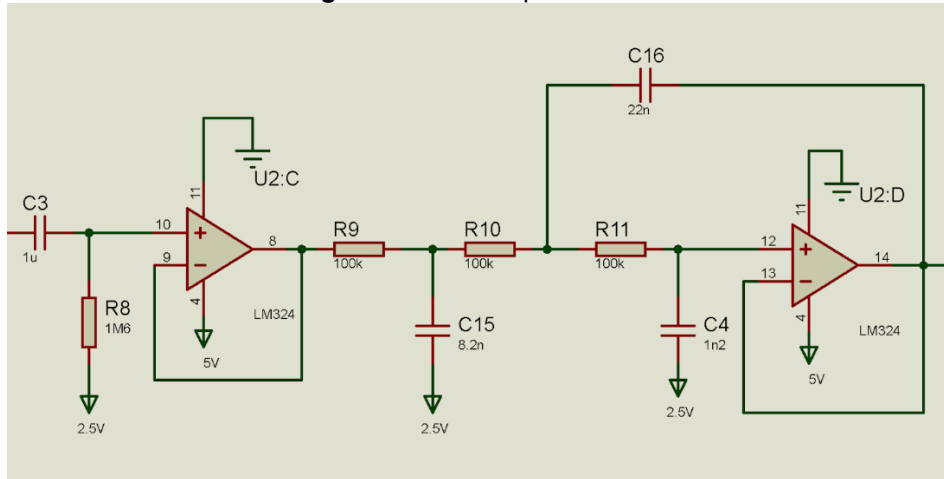 C16
22n
11
U2:C
11
U2:D
C3
1u
10
9
8
R9
100k
R10
100k
R11
100k
12
13
14
R8
1M6
4
LM324
5V
C15
8.2n
C4
1n2
4
LM324
5V
2.5V
2.5V
2.5V